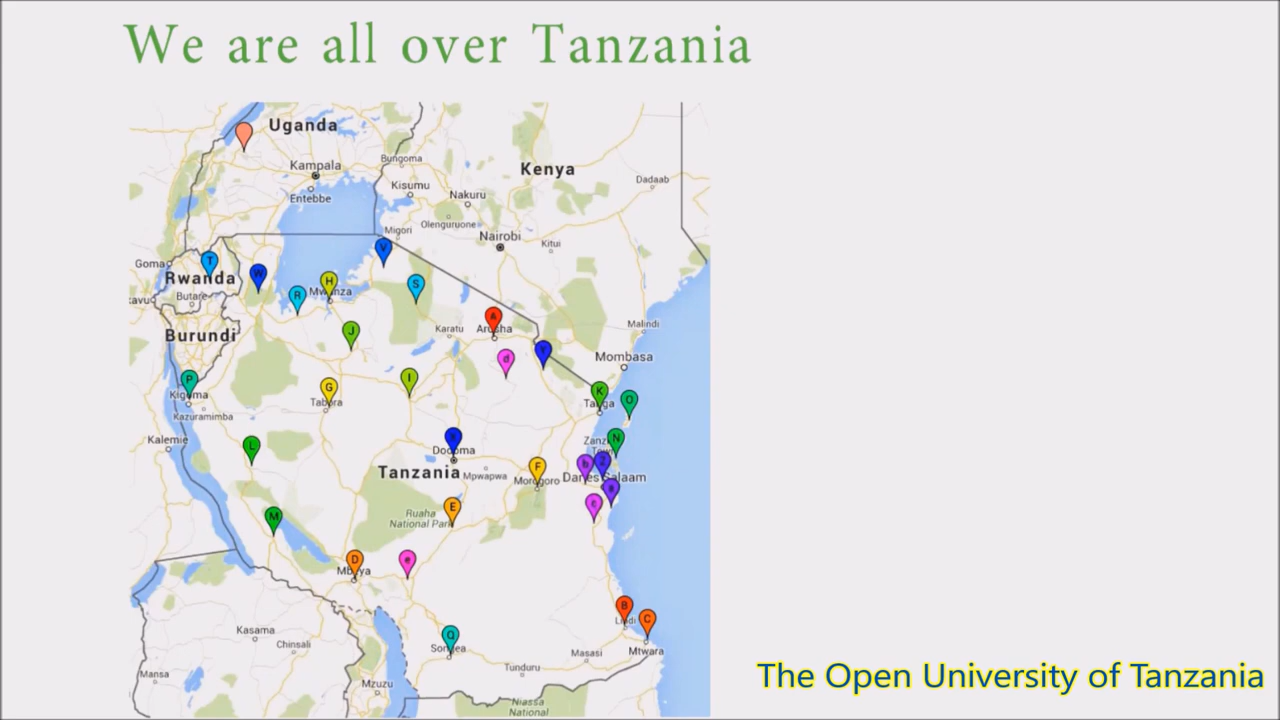 We are all over Tanzania
Uganda
Kampala
Entebbe
Bungoma
Kisumu
Nakuru
Kenya
Dadaab
Olenguruone
Migori
Nairobi
Kitui
Goma
T
V
Rwanda
W
R
H
Mwanza
S
Butare
Burundi
J
Karatu
A
Arusha
d
Y
Malindi
Mombasa
P
Kigoma
G
Tabora
I
K
Tanga
O
Kazuramimba
Kalemie
L
Dodoma
N
Tanzania
Mpwapwa
F
Morogoro
b
Dar es Salaam
c
M
Ruaha
National Park
E
D
Mbeya
e
B
Lindi
C
Mtwara
Kasama
Chinsali
Q
Songea
Masasi
Tunduru
Mansa
Mzuzu
Niassa
National
The Open University of Tanzania